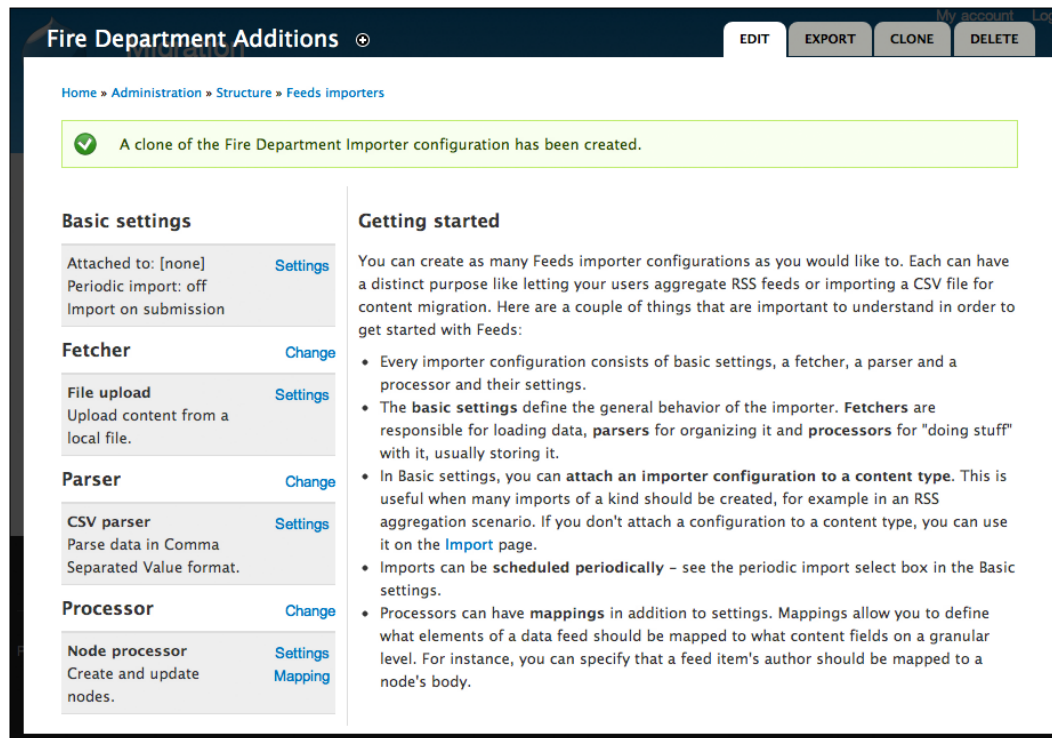 My account Log
Migration
Fire Department Additions
EDIT
EXPORT
CLONE
DELETE
Home » Administration » Structure » Feeds importers
A clone of the Fire Department Importer configuration has been created.
Basic settings
Attached to: [none]
Settings
Periodic import: off
Import on submission
Fetcher
Change
File upload
Settings
Upload content from a
local file.
Parser
Change
CSV parser
Settings
Parse data in Comma
Separated Value format.
Processor
Change
Node processor
Settings
Create and update
Mapping
nodes.
Getting started
You can create as many Feeds importer configurations as you would like to. Each can have
a distinct purpose like letting your users aggregate RSS feeds or importing a CSV file for
content migration. Here are a couple of things that are important to understand in order to
get started with Feeds:
• Every importer configuration consists of basic settings, a fetcher, a parser and a
processor and their settings.
• The basic settings define the general behavior of the importer. Fetchers are
responsible for loading data, parsers for organizing it and processors for "doing stuff"
with it, usually storing it.
• In Basic settings, you can attach an importer configuration to a content type. This is
useful when many imports of a kind should be created, for example in an RSS
aggregation scenario. If you don't attach a configuration to a content type, you can use
it on the Import page.
• Imports can be scheduled periodically – see the periodic import select box in the Basic
settings.
• Processors can have mappings in addition to settings. Mappings allow you to define
what elements of a data feed should be mapped to what content fields on a granular
level. For instance, you can specify that a feed item's author should be mapped to a
node's body.